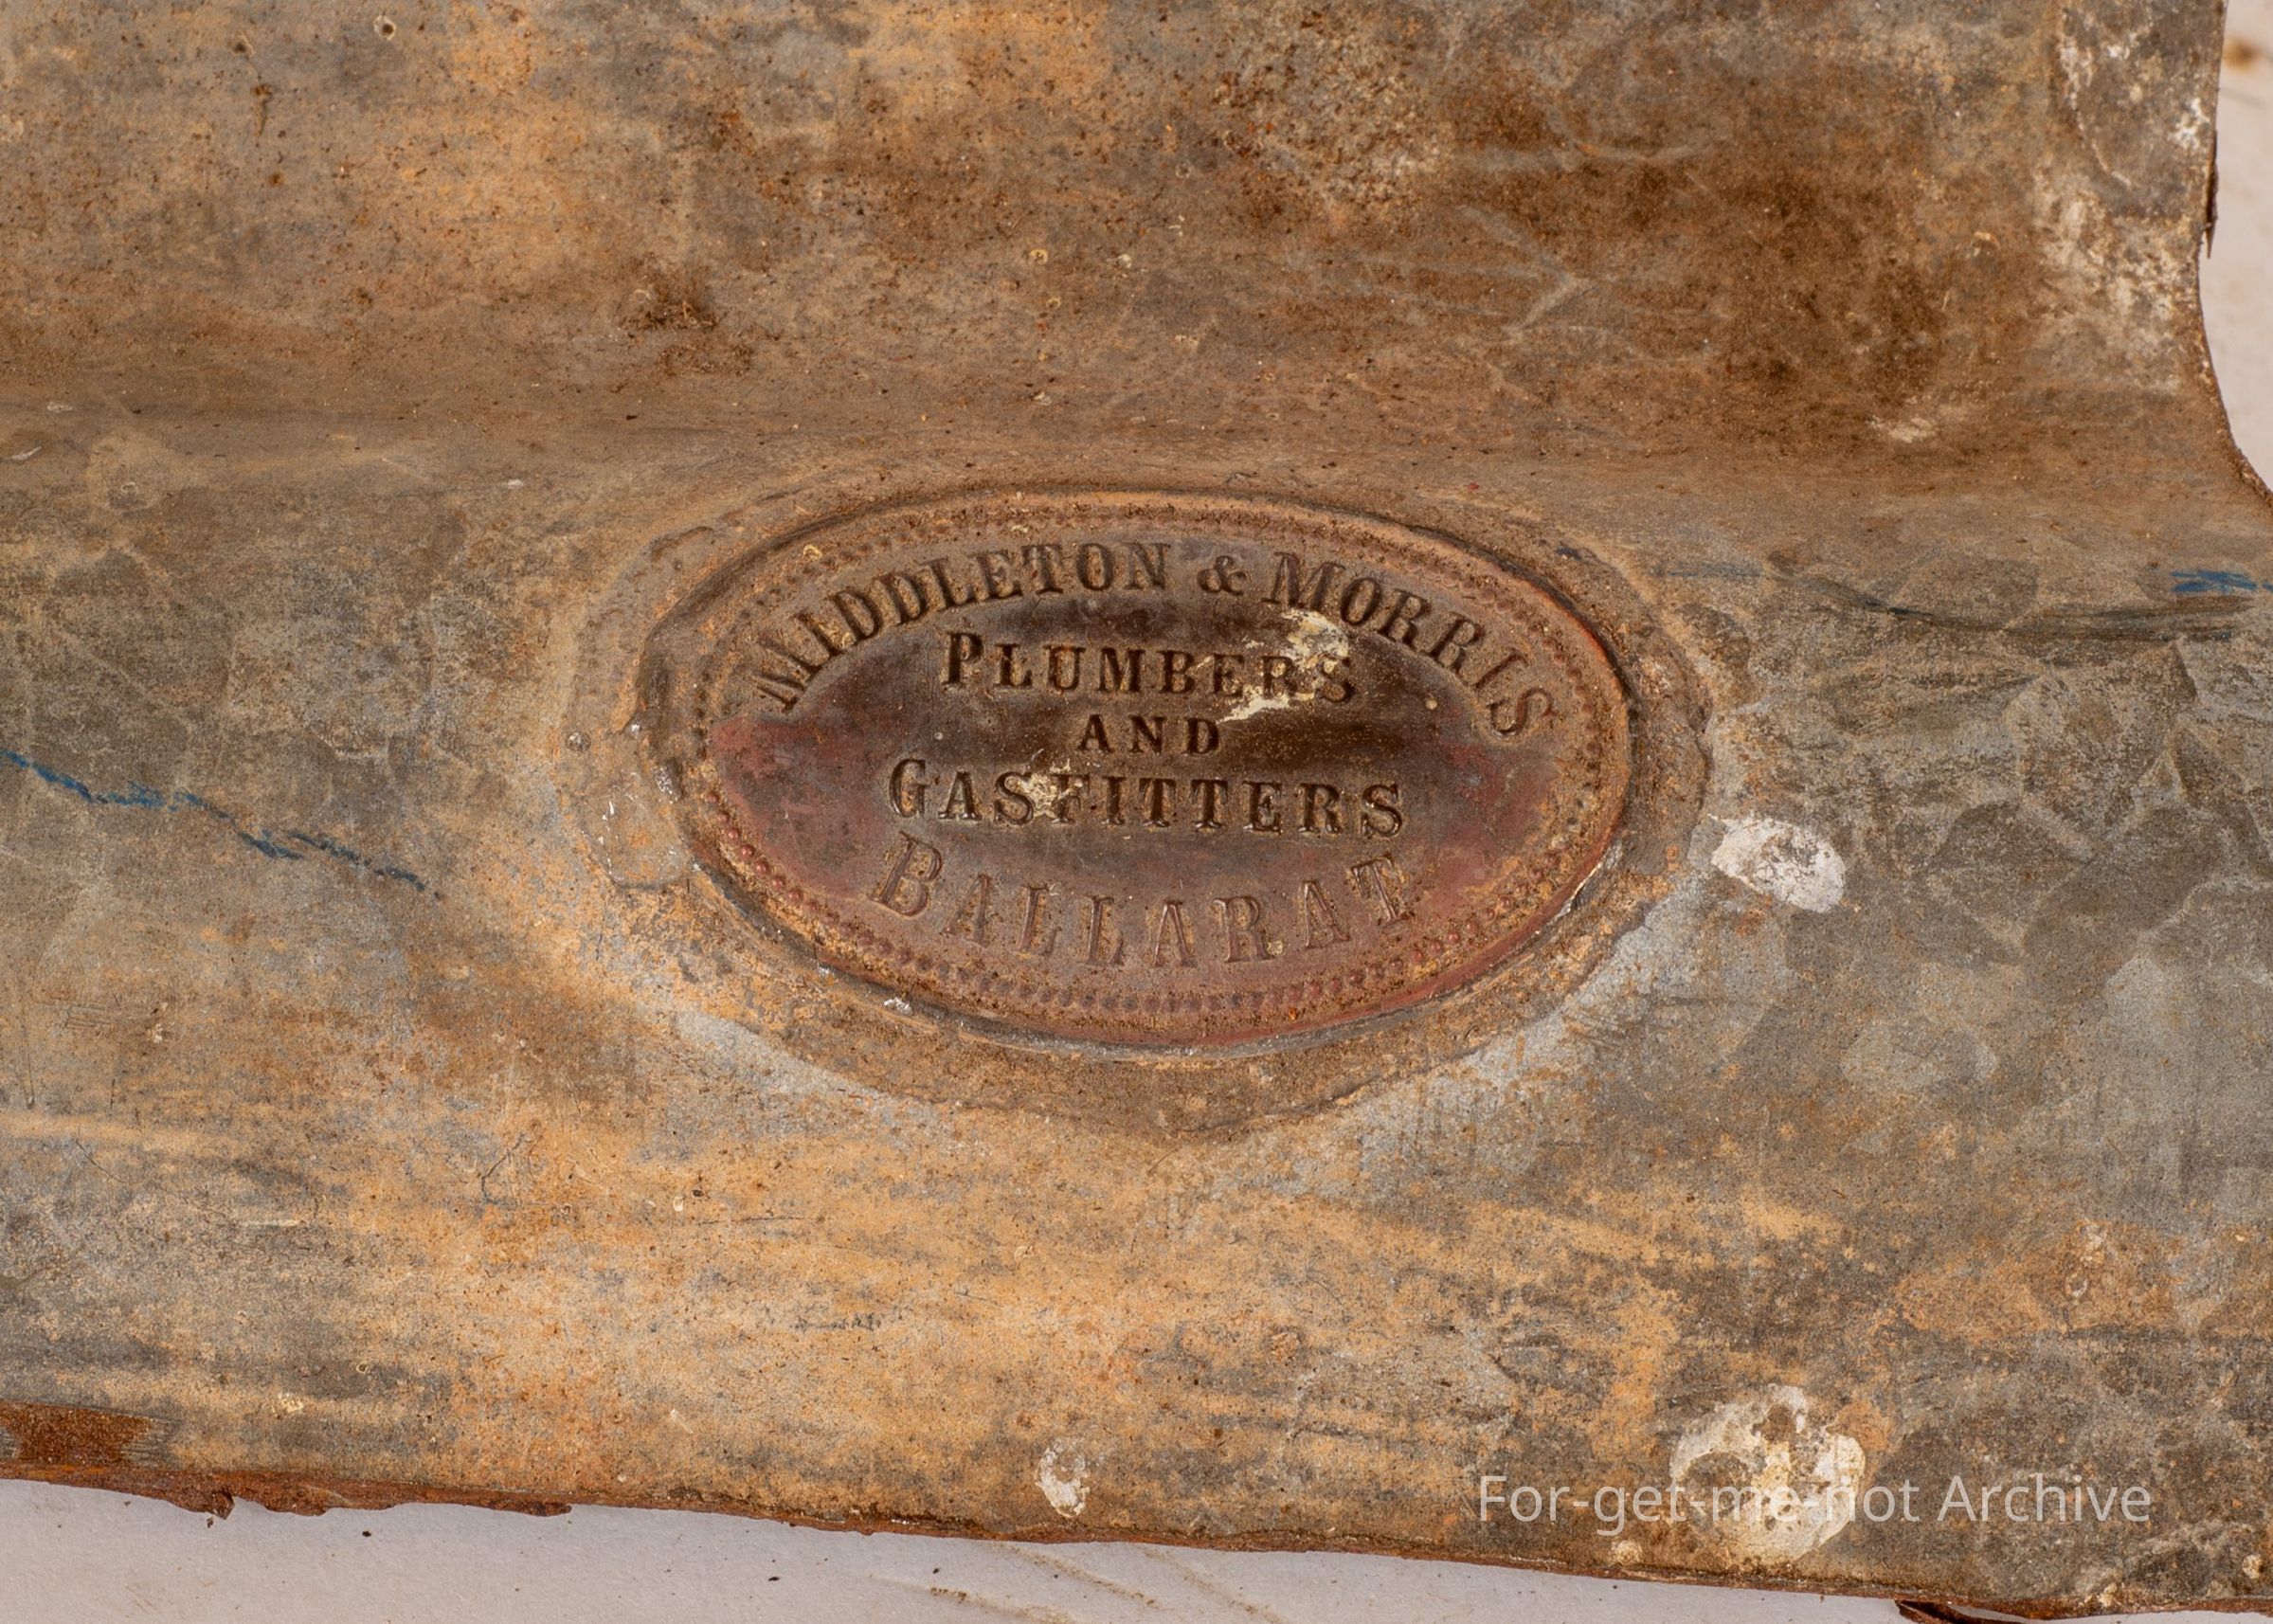 MIDDLETON & MORRIS
PLUMBERS
AND
GASFITTERS
BALLARAT
For-get-me-not Archive